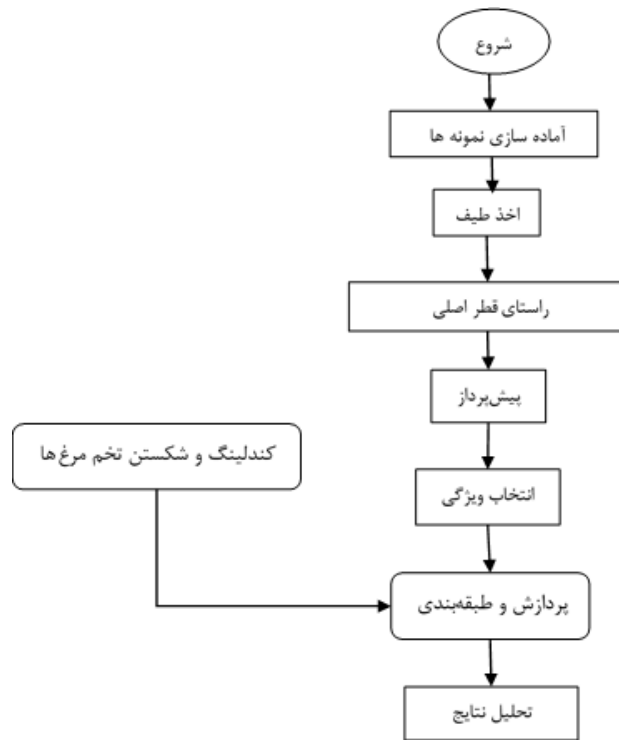 شروع
آماده سازی نمونه ها
اخذ طیف
راستای قطر اصلی
پیش‌پرداز
کندلینگ و شکستن تخم مرغ‌ها
انتخاب ویژگی
پردازش و طبقه‌بندی
تحلیل نتایج